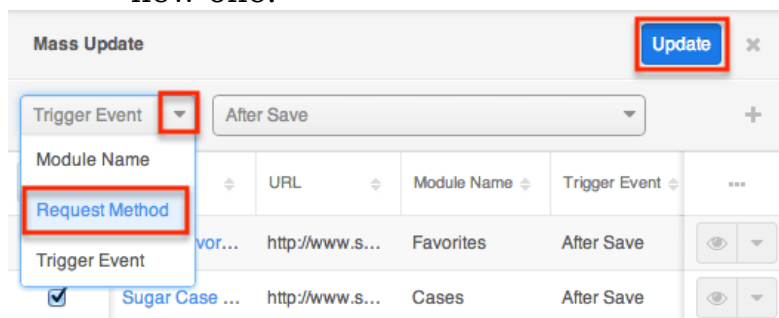 Mass Update Update
Trigger Event After Save
Module Name
URL Module Name Trigger Event
Request Method
vor... http://www.s... Favorites After Save
Trigger Event
Sugar Case ... http://www.s... Cases After Save